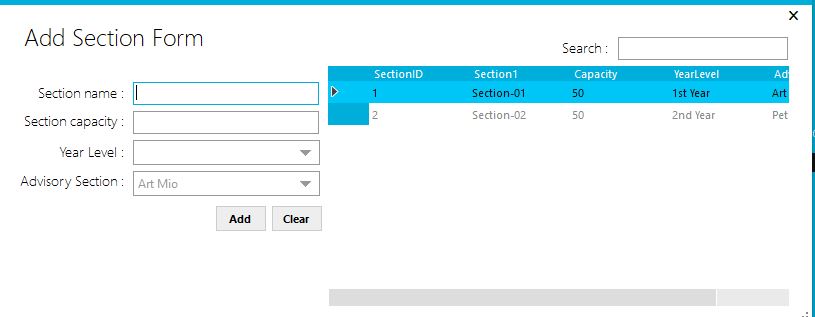 Add Section Form
Search :
Section name :
Section capacity :
Year Level :
Advisory Section : Art Mio
Add Clear
SectionID Section1 Capacity YearLevel Ad
1 Section-01 50 1st Year Art
2 Section-02 50 2nd Year Pet